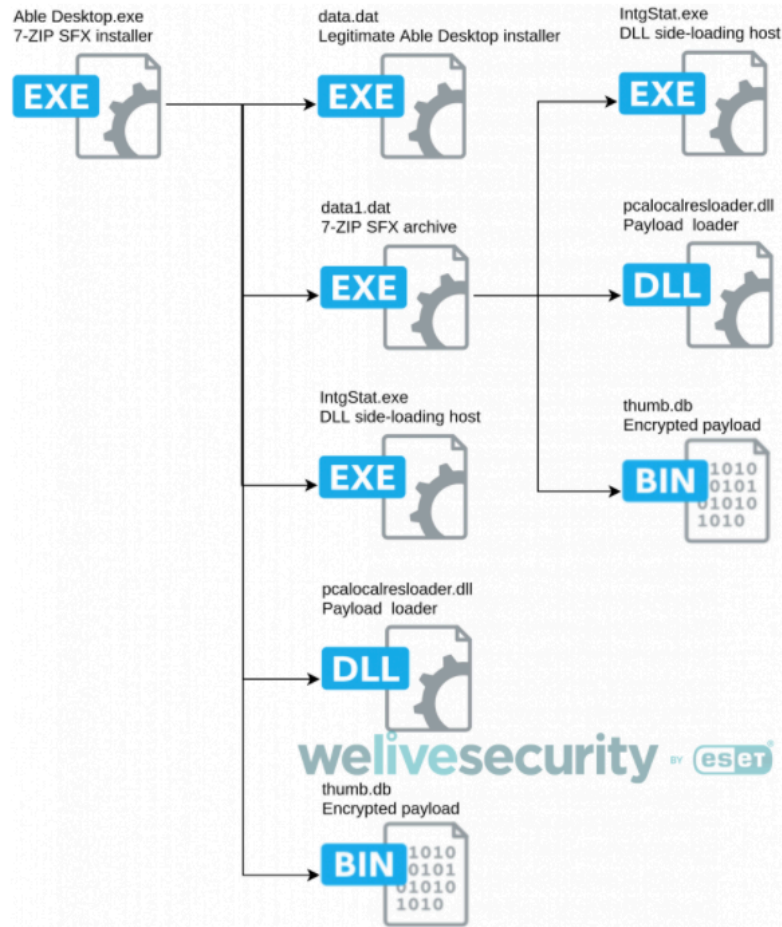 Able Desktop.exe
7-ZIP SFX installer
EXE
data.dat
Legitimate Able Desktop installer
EXE
IntgStat.exe
DLL side-loading host
EXE
data1.dat
7-ZIP SFX archive
EXE
pcalocalresloader.dll
Payload loader
DLL
IntgStat.exe
DLL side-loading host
EXE
thumb.db
Encrypted payload
BIN
1010
0101
01010
1010
pcalocalresloader.dll
Payload loader
DLL
welivesecurity BY eseT
thumb.db
Encrypted payload
BIN
1010
0101
01010
1010